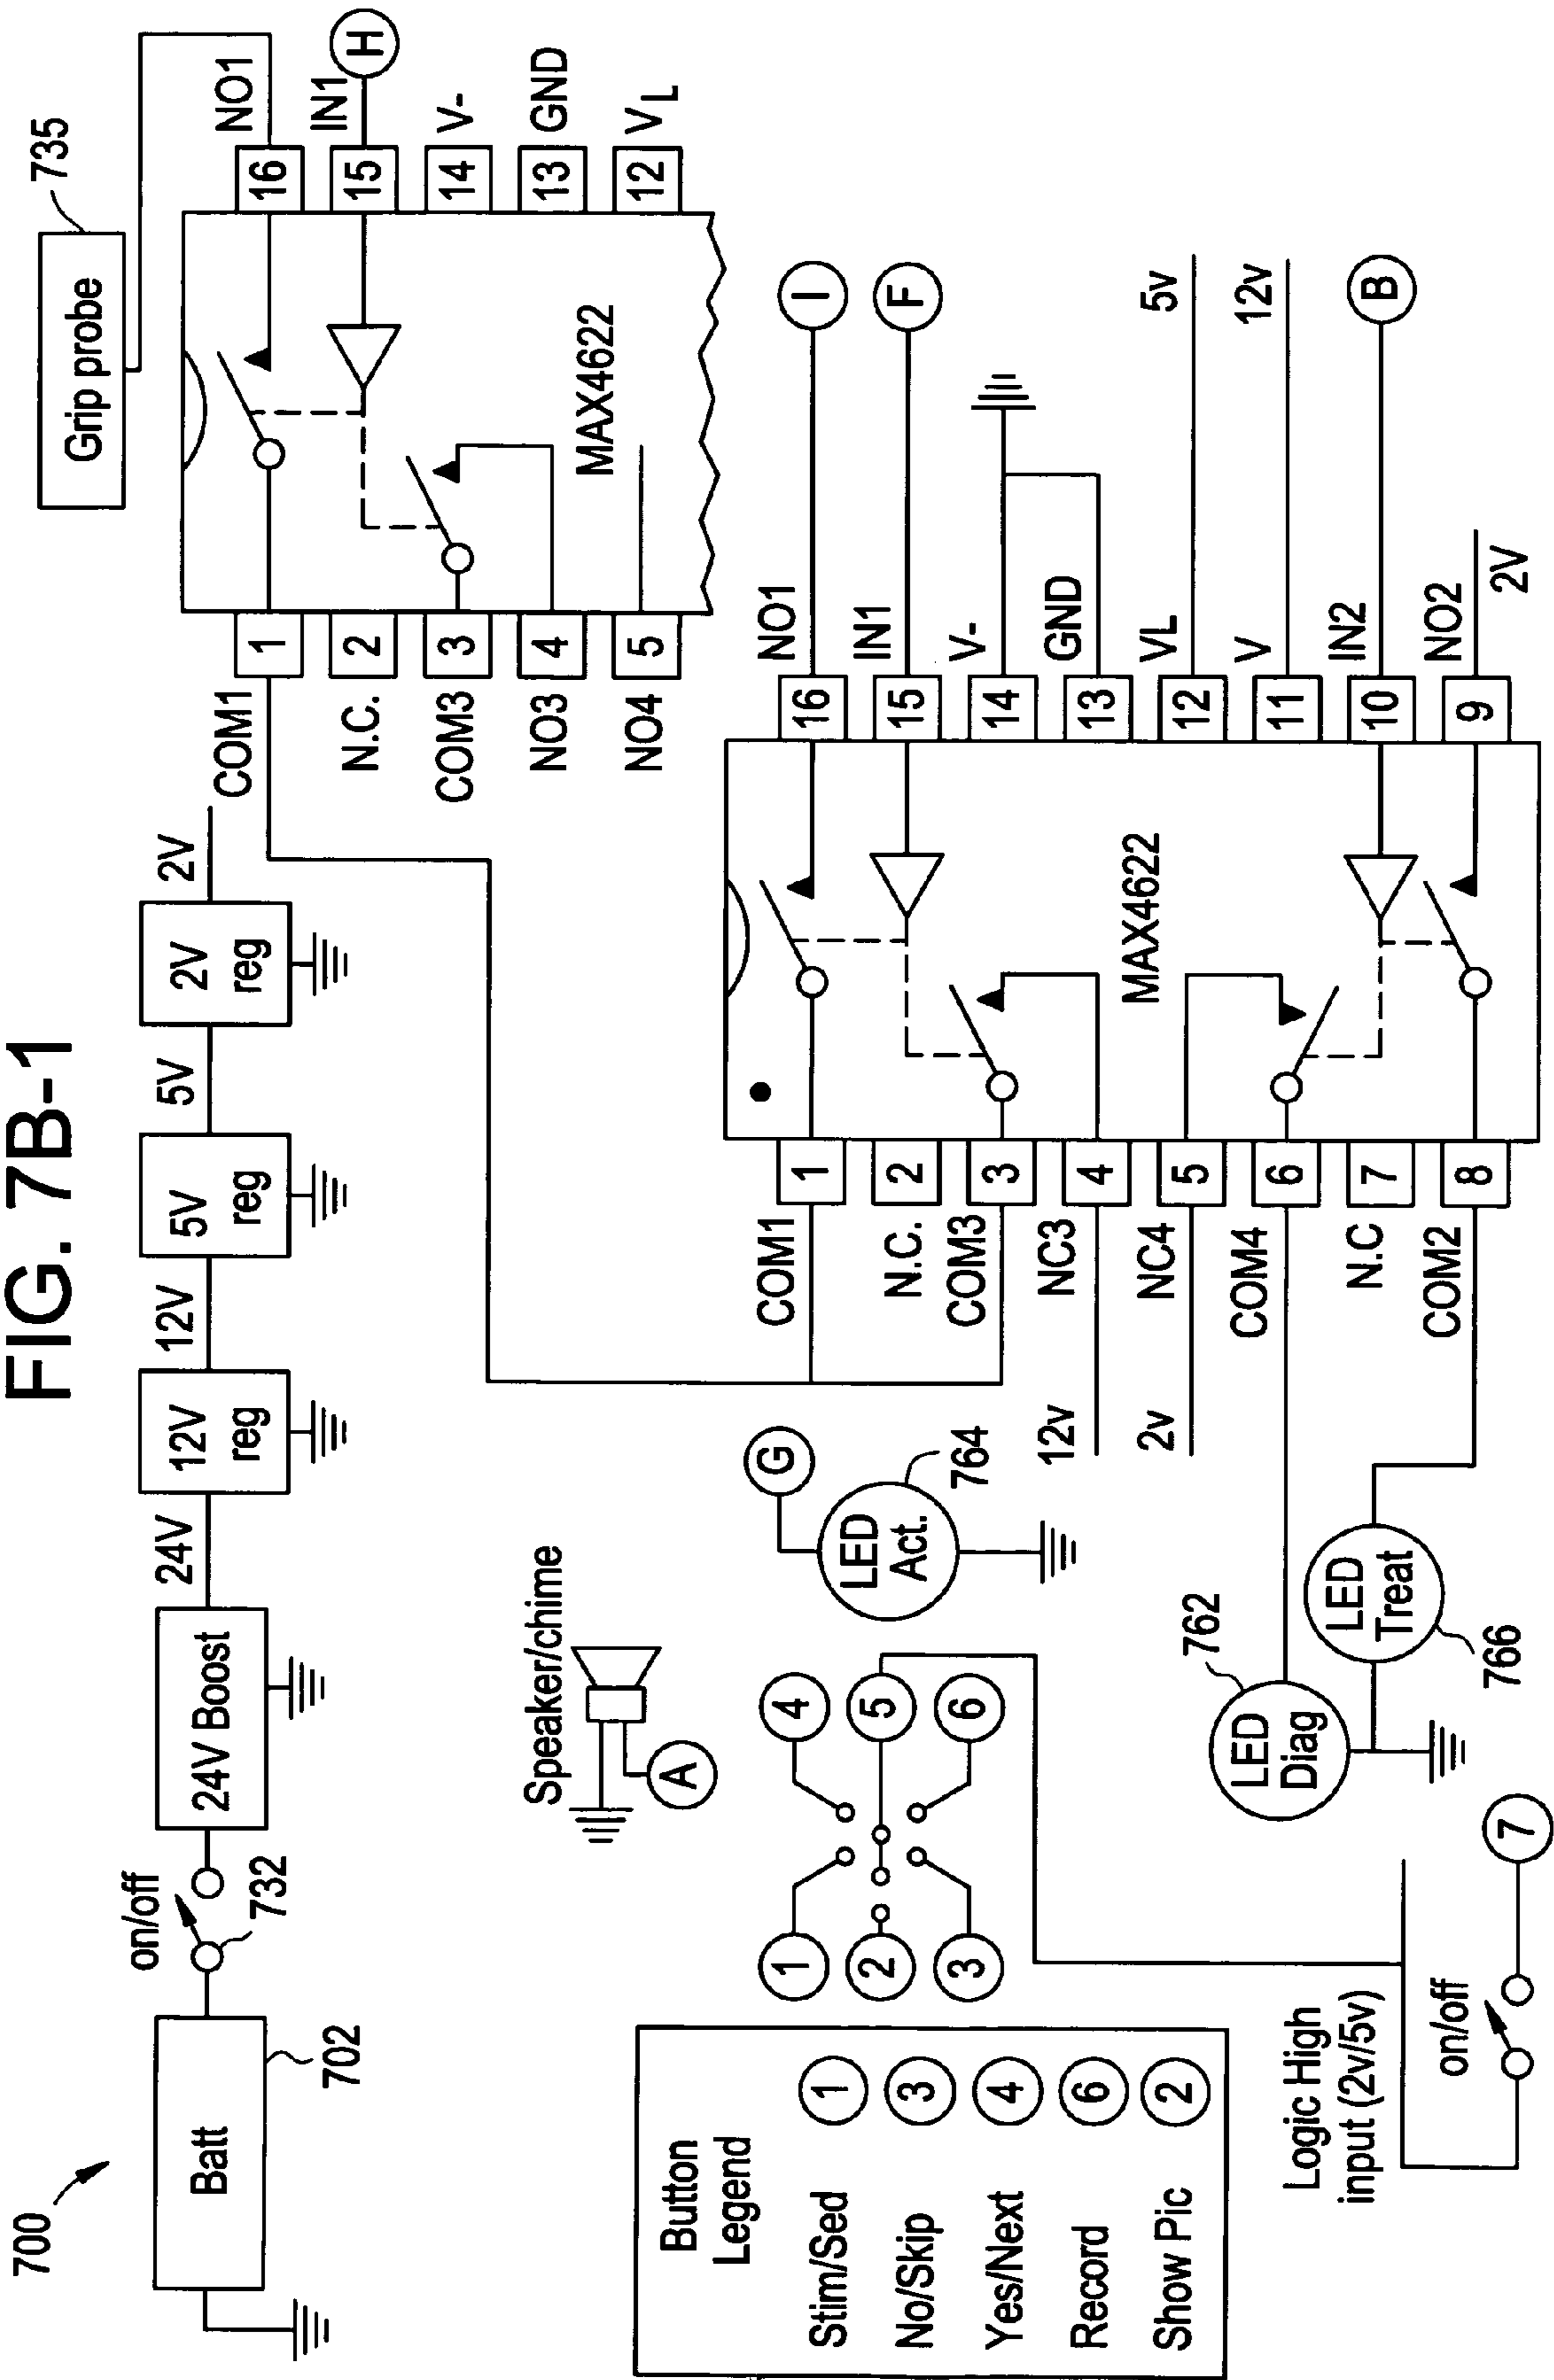 FIG. 7B-1
700
Batt
702
on/off
732
24V Boost
24V
12V
reg
12V
5V
reg
5V
2V
reg
2V
Grip probe
735
COM1
N.C.
COM3
NO3
NO4
1
2
3
4
5
MAX4622
16
15
14
13
12
NO1
IN1
V-
GND
VL
H
Speaker/chime
A
G
LED
Act.
764
Button
Legend
Stim/Sed 1
No/Skip 3
Yes/Next 4
Record 6
Show Pic 2
1
2
3
4
5
6
Logic High
input (2v/5v)
on/off
7
LED
Diag
762
LED
Treat
766
12v
2v
COM1
N.C.
COM3
NC3
NC4
COM4
N.C
COM2
1
2
3
4
5
6
7
8
MAX4622
16
15
14
13
12
11
10
9
NO1
IN1
V-
GND
VL
V
IN2
NO2
I
F
5v
12v
B
2V